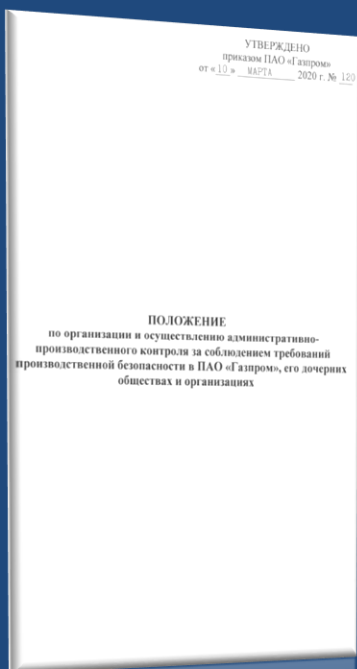 УТВЕРЖДЕНО
приказом ПАО «Газпром»
от « 10 » МАРТА 2020 г. № 120
ПОЛОЖЕНИЕ
по организации и осуществлению административно-
производственного контроля за соблюдением требований
производственной безопасности в ПАО «Газпром», его дочерних
обществах и организациях